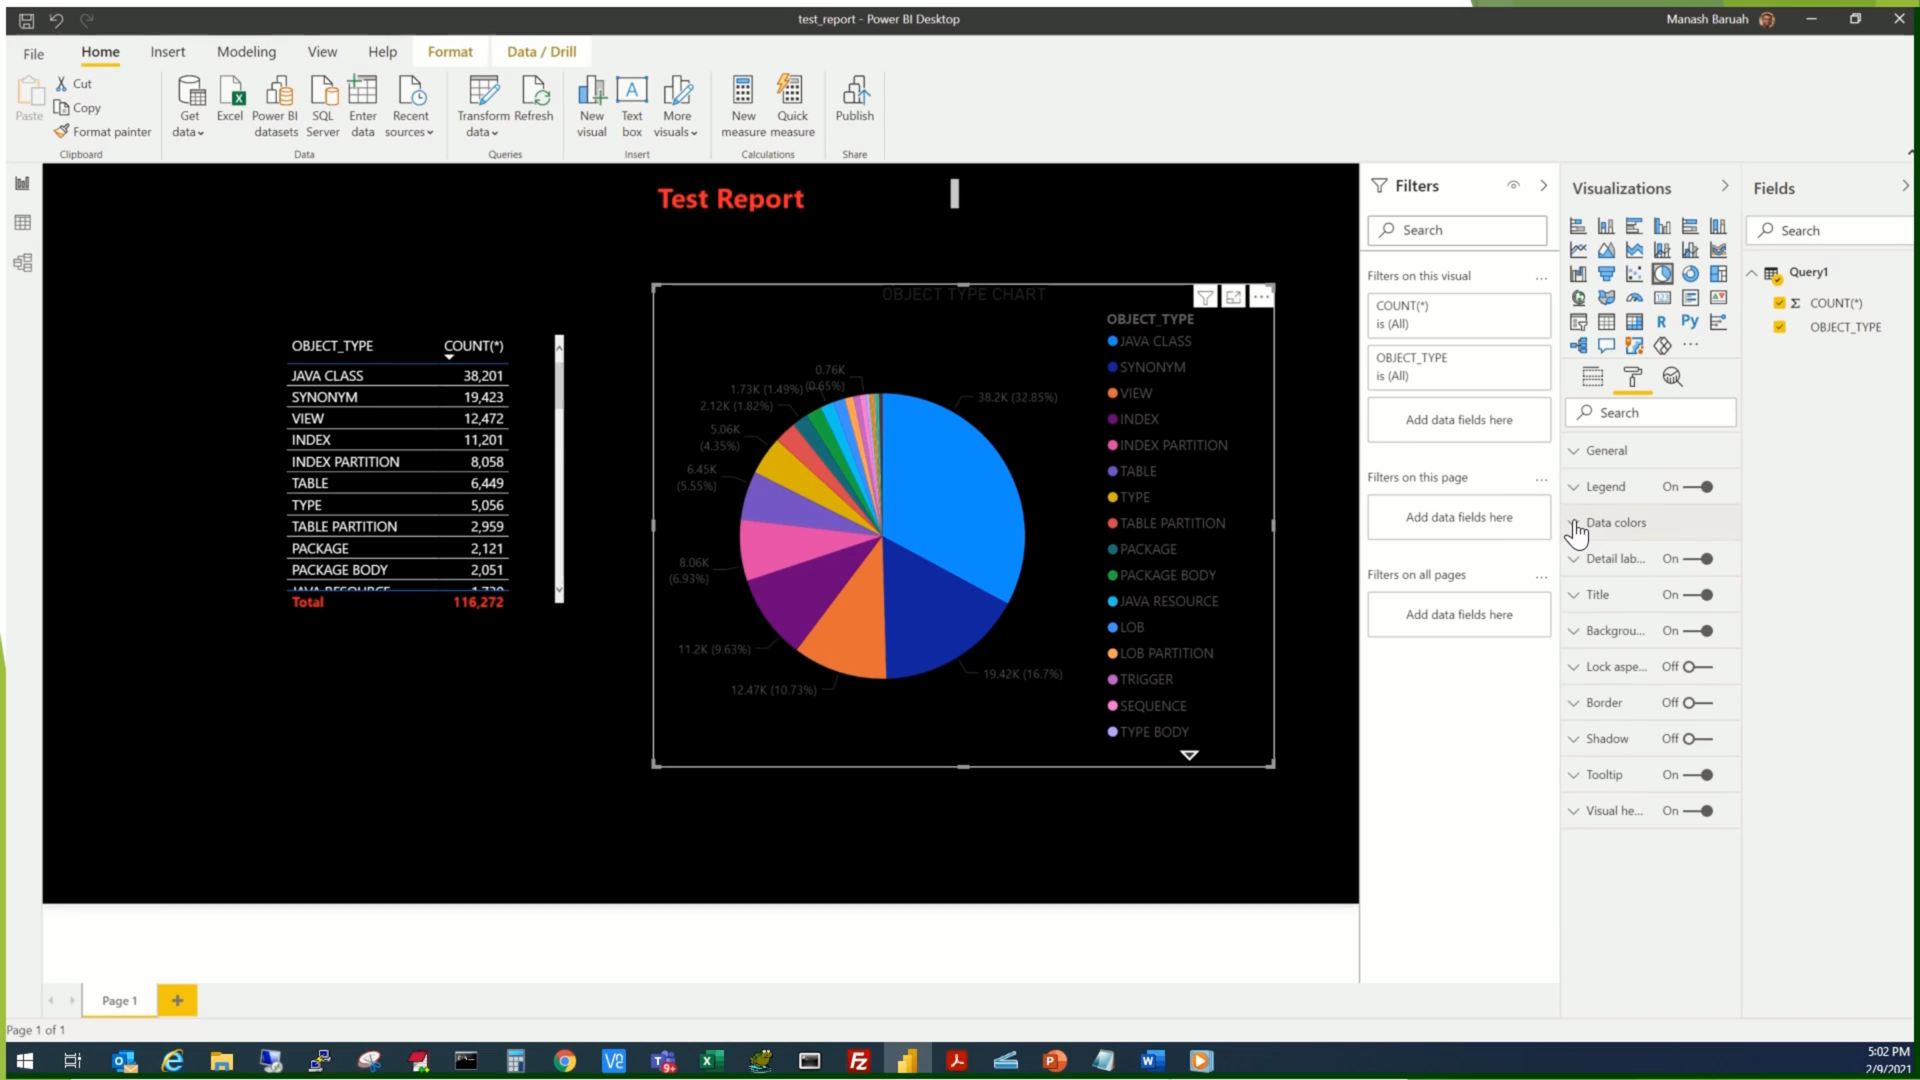 test_report - Power BI Desktop
Manash Baruah
File
Home
Insert
Modeling
View
Help
Format
Data / Drill
Paste
Cut
Copy
Format painter
Clipboard
Get data
Excel
Power BI datasets
SQL Server
Enter data
Recent sources
Data
Transform data
Refresh
Queries
New visual
Text box
More visuals
Insert
New measure
Quick measure
Calculations
Publish
Share
Test Report
OBJECT_TYPE COUNT(*)
JAVA CLASS 38,201
SYNONYM 19,423
VIEW 12,472
INDEX 11,201
INDEX PARTITION 8,058
TABLE 6,449
TYPE 5,056
TABLE PARTITION 2,959
PACKAGE 2,121
PACKAGE BODY 2,051
Total 116,272
OBJECT TYPE CHART
0.76K
(0.65%)
1.73K (1.49%)
2.12K (1.82%)
5.06K
(4.35%)
6.45K
(5.55%)
8.06K
(6.93%)
11.2K (9.63%)
12.47K (10.73%)
19.42K (16.7%)
38.2K (32.85%)
OBJECT_TYPE
JAVA CLASS
SYNONYM
VIEW
INDEX
INDEX PARTITION
TABLE
TYPE
TABLE PARTITION
PACKAGE
PACKAGE BODY
JAVA RESOURCE
LOB
LOB PARTITION
TRIGGER
SEQUENCE
TYPE BODY
Filters
Search
Filters on this visual ...
COUNT(*)
is (All)
OBJECT_TYPE
is (All)
Add data fields here
Filters on this page ...
Add data fields here
Filters on all pages ...
Add data fields here
Visualizations
R
Py
...
Search
General
Legend On
Data colors
Detail lab... On
Title On
Backgrou... On
Lock aspe... Off
Border Off
Shadow Off
Tooltip On
Visual he... On
Fields
Search
Query1
Σ COUNT(*)
OBJECT_TYPE
Page 1
+
Page 1 of 1
5:02 PM
2/9/2021